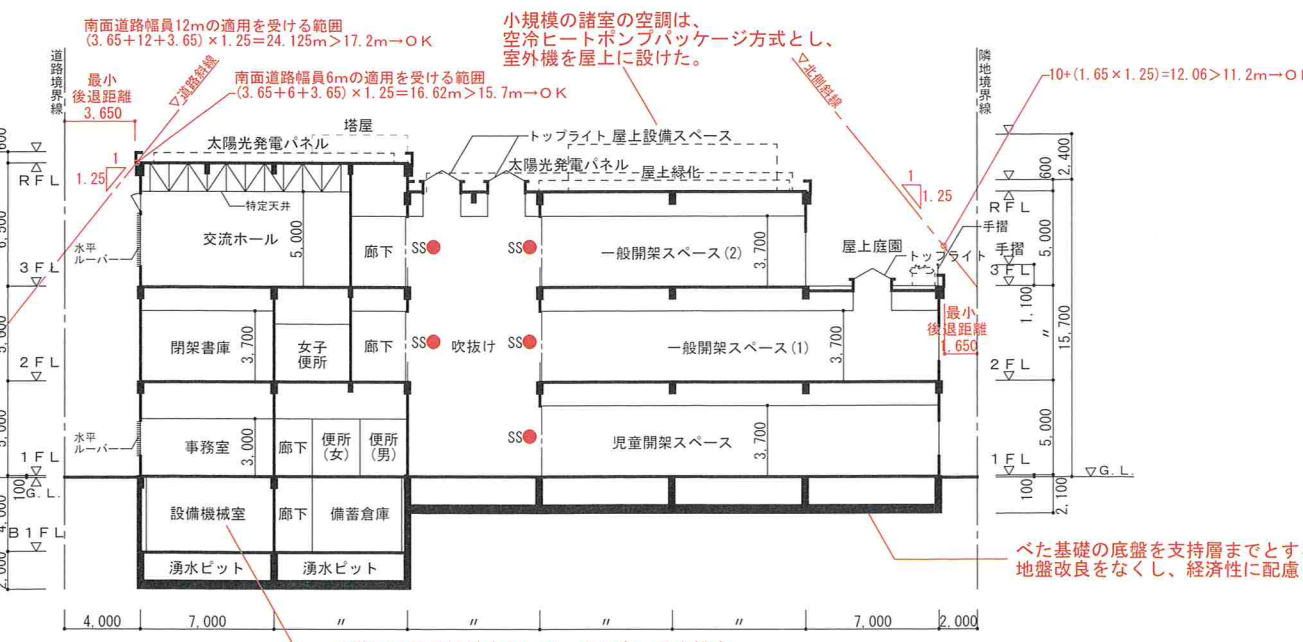 南面道路幅員12mの適用を受ける範囲
(3.65+12+3.65)×1.25=24.125m>17.2m→OK
小規模の諸室の空調は、
空冷ヒートポンプパッケージ方式とし、
室外機を屋上に設けた。
道路境界線
最小
後退距離
3,650
▽道路斜線
南面道路幅員6mの適用を受ける範囲
(3.65+6+3.65)×1.25=16.62m>15.7m→OK
▽北側斜線
隣地境界線
10+(1.65×1.25)=12.06>11.2m→O
塔屋
太陽光発電パネル
トップライト
屋上設備スペース
太陽光発電パネル
屋上緑化
1
1.25
RFL
特定天井
交流ホール
5,000
水平
ルーバー
廊下
SS
SS
一般開架スペース(2)
3,700
屋上庭園
トップライト
手摺
手摺
1
1.25
600
2,400
RFL
5,000
3FL
3FL
1,100
最小
後退距離
1,650
閉架書庫
3,700
女子
便所
廊下
SS
吹抜け
SS
一般開架スペース(1)
3,700
〃
15,700
2FL
2FL
水平
ルーバー
事務室
3,000
廊下
便所
(女)
便所
(男)
SS
児童開架スペース
3,700
5,000
1FL
1FL
G.L.
100
▽G.L.
100
2,100
設備機械室
廊下
備蓄倉庫
B1FL
湧水ピット
湧水ピット
べた基礎の底盤を支持層までとす
地盤改良をなくし、経済性に配慮
4,000
7,000
〃
〃
〃
〃
7,000
2,000